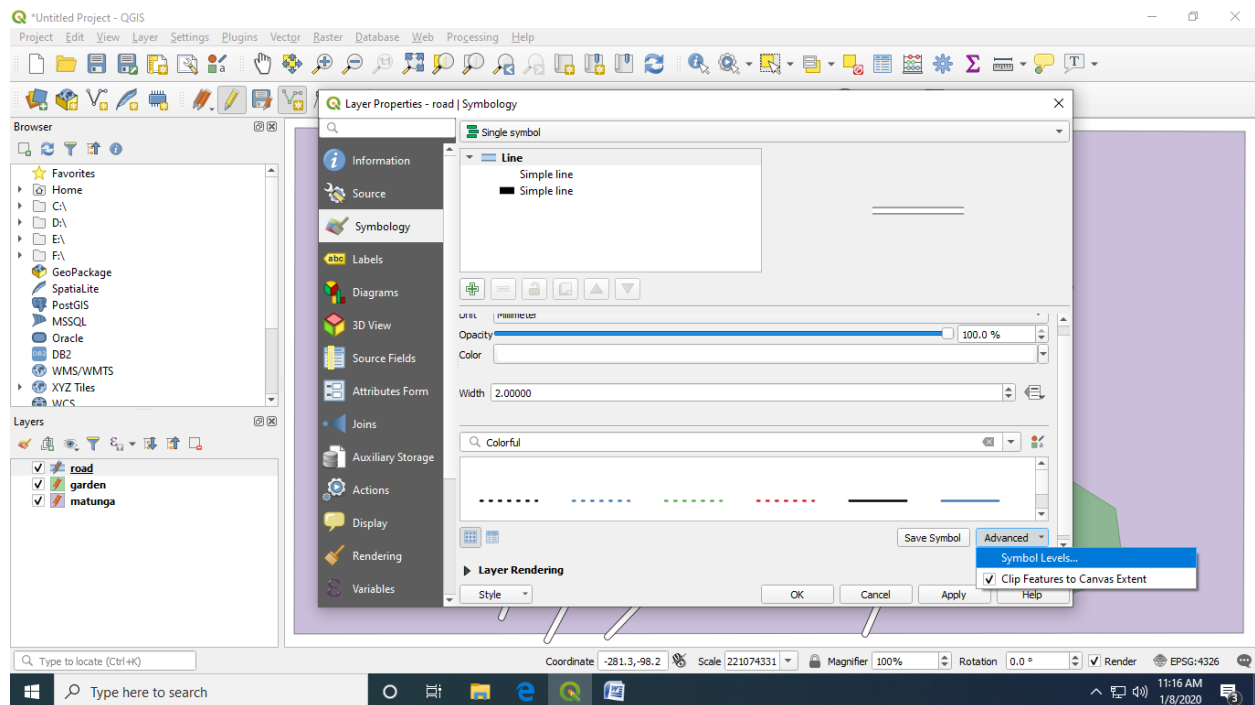 *Untitled Project - QGIS
Project Edit View Layer Settings Plugins Vector Raster Database Web Processing Help
Layer Properties - road | Symbology
Browser
Favorites
Home
C:\
D:\
E:\
F:\
GeoPackage
SpatiaLite
PostGIS
MSSQL
Oracle
DB2
WMS/WMTS
XYZ Tiles
WCS
Layers
road
garden
matunga
Information
Source
Symbology
abc Labels
Diagrams
3D View
Source Fields
Attributes Form
Joins
Auxiliary Storage
Actions
Display
Rendering
Variables
Single symbol
Line
Simple line
Simple line
Unit Millimeter
Opacity 100.0 %
Color
Width 2.00000
Colorful
Save Symbol Advanced
Symbol Levels...
Clip Features to Canvas Extent
Layer Rendering
Style OK Cancel Apply Help
Type to locate (Ctrl+K) Coordinate -281.3,-98.2 Scale 221074331 Magnifier 100% Rotation 0.0 ° Render EPSG:4326
Type here to search
11:16 AM
1/8/2020
3